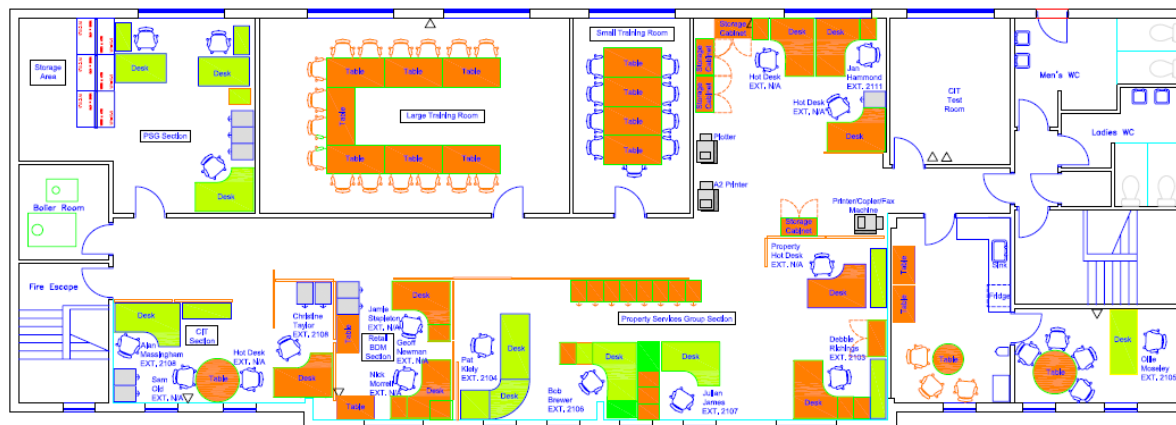 Storage
Area
Desk
Desk
PSG Section
Desk
Boiler Room
Fire Escape
Table
Table
Table
Table
Large Training Room
Table
Table
Table
Small Training Room
Table
Table
Table
Table
Storage
Cabinet
Storage
Cabinet
Storage
Cabinet
Desk
Desk
Hot Desk
EXT. N/A
Jan
Hammond
EXT. 2111
Hot Desk
EXT. N/A
Desk
Plotter
A2 Printer
Printer/Copier/Fax
Machine
Storage
Cabinet
CIT
Test
Room
Men's WC
Ladies WC
Property
Hot Desk
EXT. N/A
Desk
Table
Table
Sink
Fridge
Table
Table
Desk
Ollie
Moseley
EXT. 2105
Desk
CIT
Section
Alan
Massingham
EXT. 2108
Sam
Old
EXT. N/A
Hot Desk
EXT. N/A
Table
Christine
Taylor
EXT. 2108
Desk
Table
Jamie
Stapleton
EXT. N/A
Retail
BDM
Section
Geoff
Newman
EXT. N/A
Nick
Morrell
EXT. N/A
Desk
Desk
Table
Pat
Kiely
EXT. 2104
Desk
Desk
Property Services Group Section
Bob
Brewer
EXT. 2106
Desk
Desk
Julian
James
EXT. 2107
Debbie
EXT. 2103
Desk